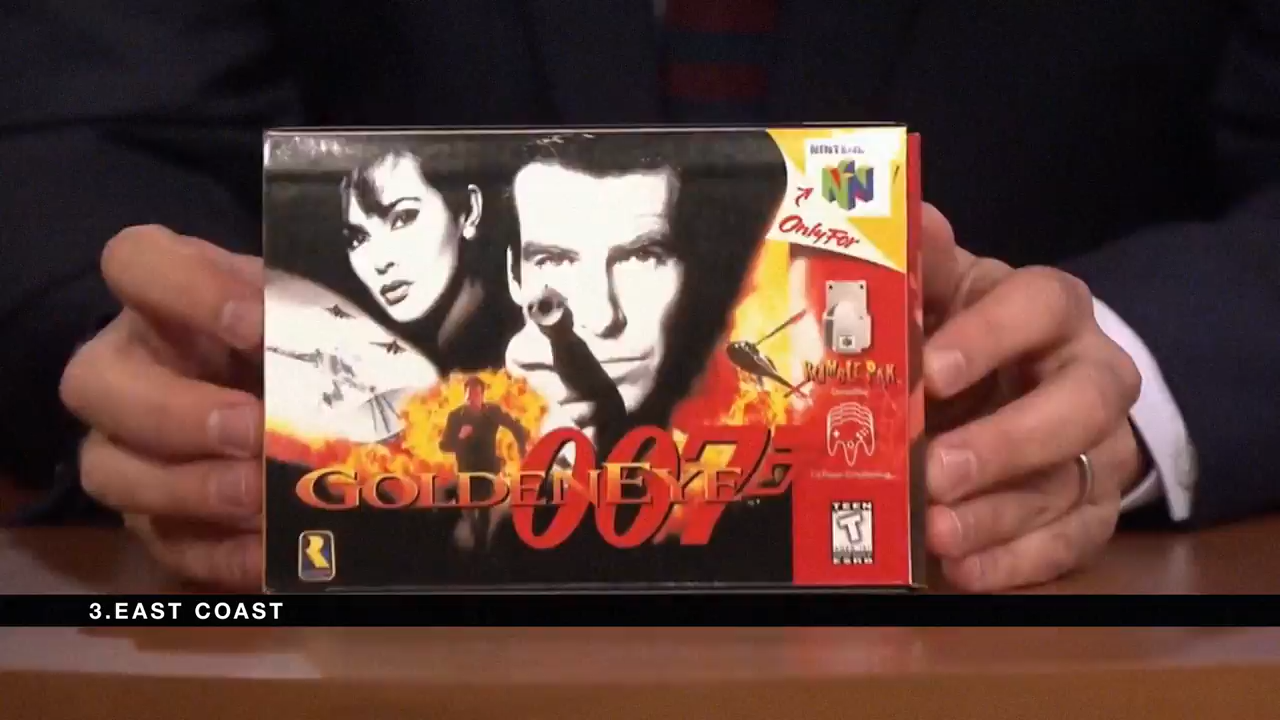 NINTENDO
Only For
RUMBLE PAK
GOLDENEYE 007
TEEN
T
ESRB
3.EAST COAST